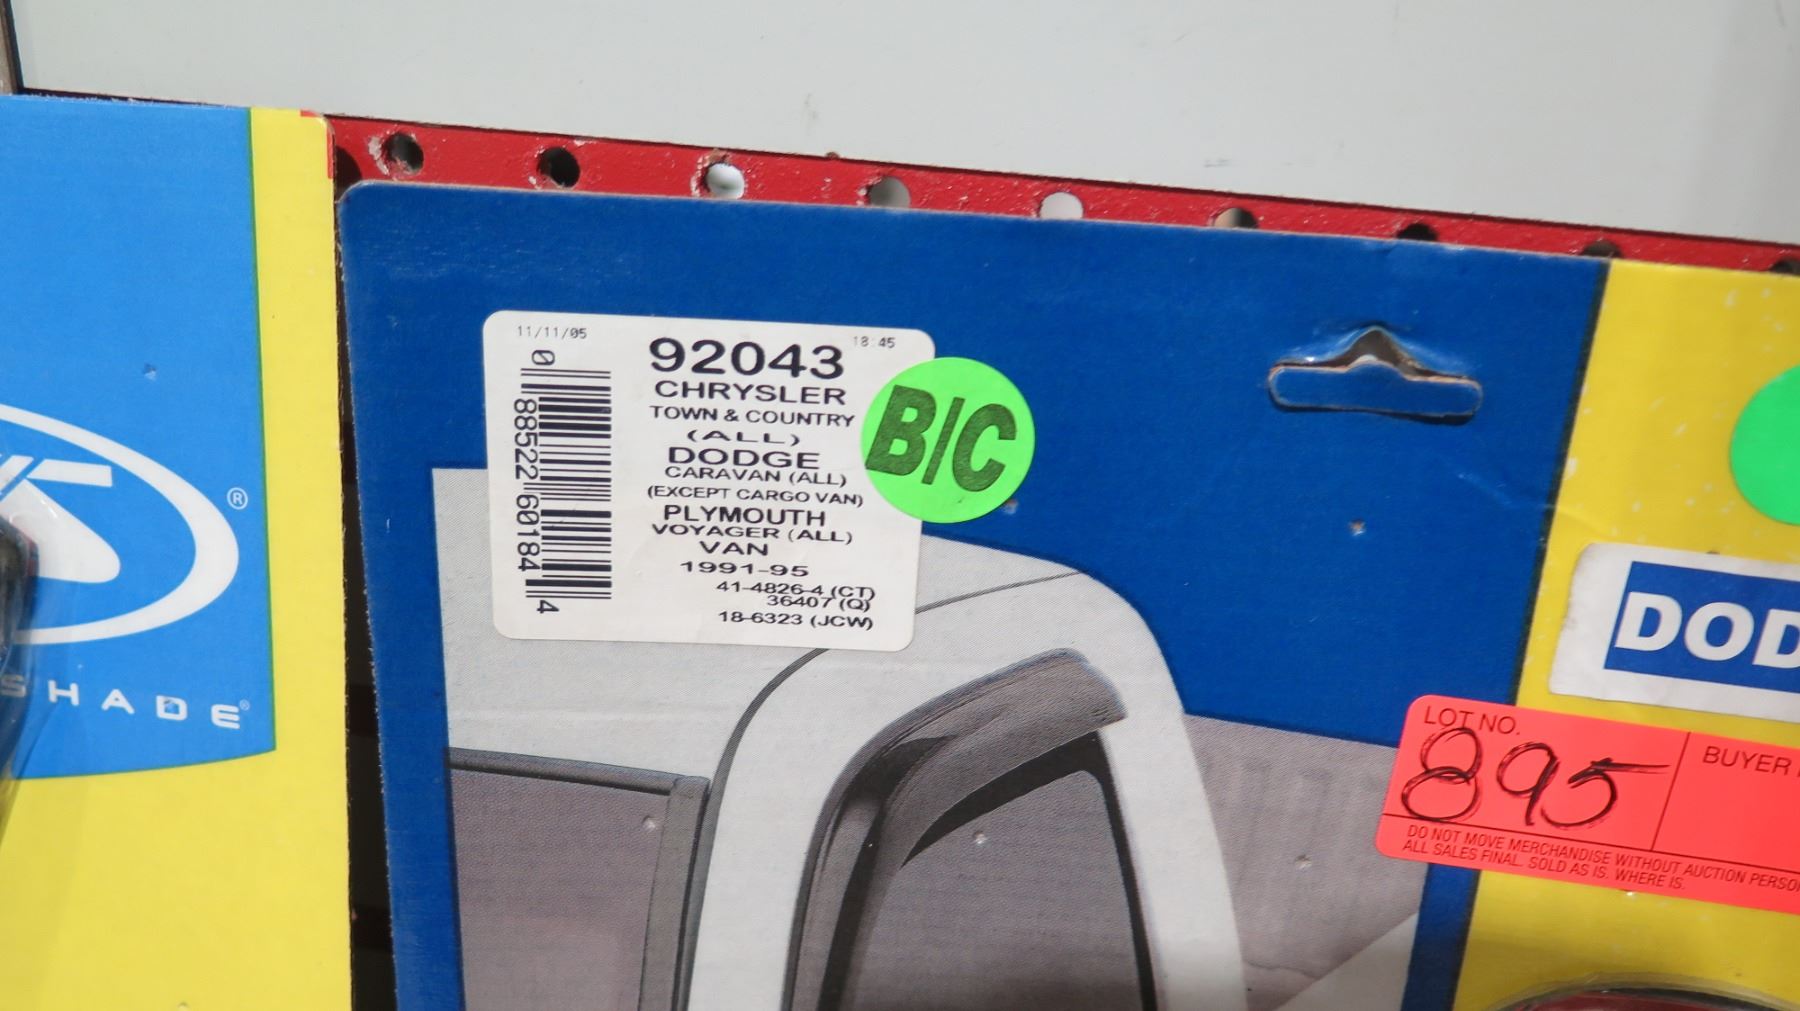 ®
SHADE®
11/11/05
18:45
92043
CHRYSLER
TOWN & COUNTRY
(ALL)
DODGE
CARAVAN (ALL)
(EXCEPT CARGO VAN)
PLYMOUTH
VOYAGER (ALL)
VAN
1991-95
41-4826-4 (CT)
36407 (Q)
18-6323 (JCW)
0 88522 60184 4
B/C
DOD
LOT NO.
895
BUYER
DO NOT MOVE MERCHANDISE WITHOUT AUCTION PERSO
ALL SALES FINAL. SOLD AS IS. WHERE IS.